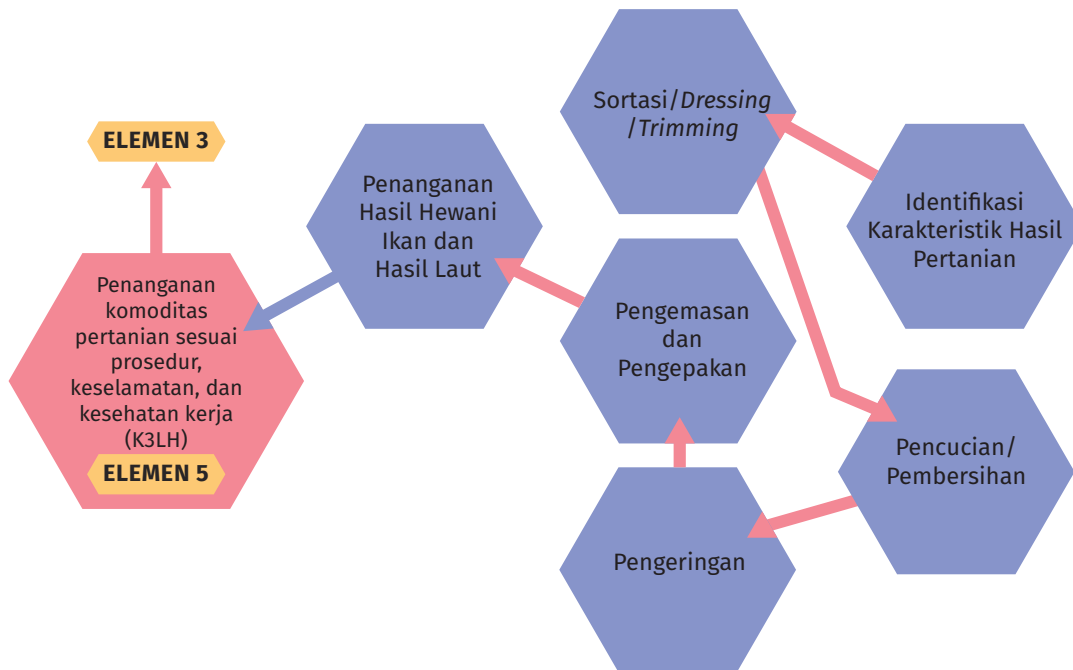 ELEMEN 3
Penanganan
komoditas
pertanian sesuai
prosedur,
keselamatan, dan
kesehatan kerja
(K3LH)
ELEMEN 5
Penanganan
Hasil Hewani
Ikan dan
Hasil Laut
Sortasi/Dressing
/Trimming
Identifikasi
Karakteristik Hasil
Pertanian
Pengemasan
dan
Pengepakan
Pencucian/
Pembersihan
Pengeringan